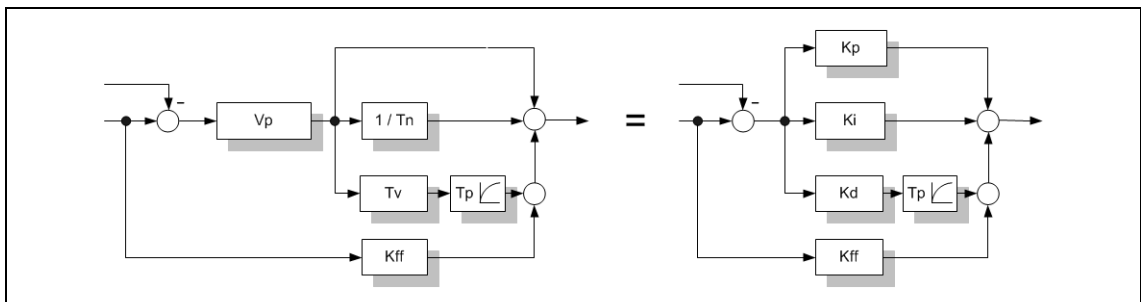 –
Vp
1 / Tn
Tv
Tp
Kff
=
–
Kp
Ki
Kd
Tp
Kff